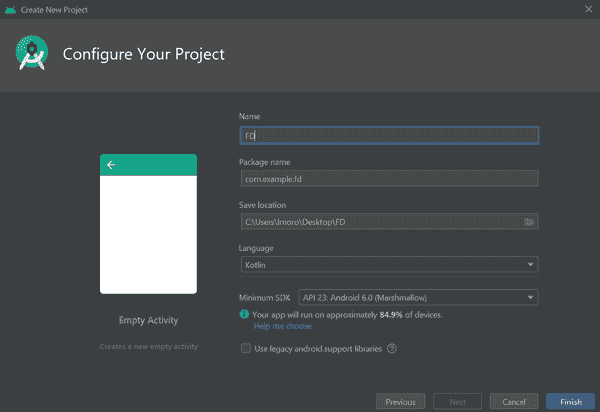 Create New Project
Configure Your Project
Name
FD
Package name
com.example.fd
Save location
C:\Users\lmoro\Desktop\FD
Language
Kotlin
Minimum SDK API 23: Android 6.0 (Marshmallow)
Your app will run on approximately 84.9% of devices.
Help me choose
Use legacy android.support libraries
Empty Activity
Creates a new empty activity
Previous Next Cancel Finish